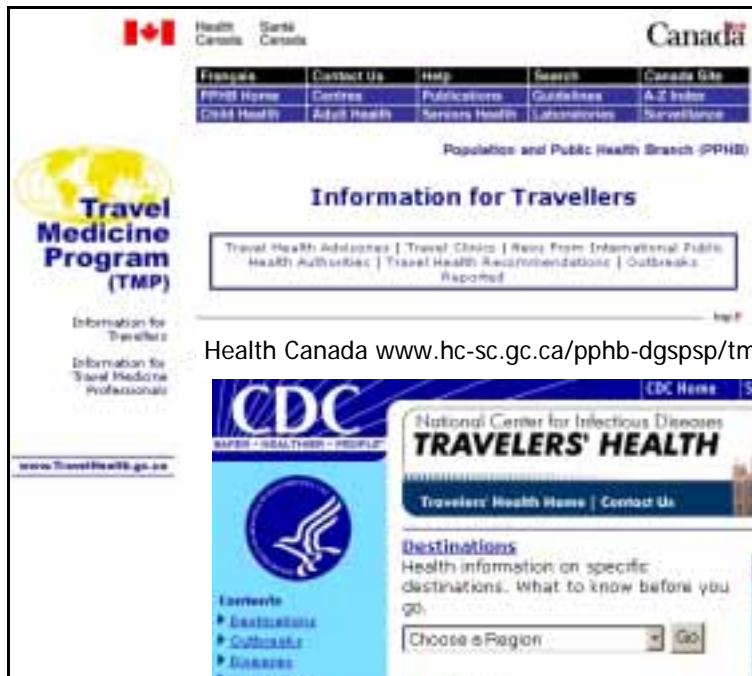 Health Canada
Santé Canada
Canada
Français Contact Us Help Search Canada Site
PPHB Home Centres Publications Guidelines A-Z Index
Child Health Adult Health Seniors Health Laboratories Surveillance
Population and Public Health Branch (PPHB)
Travel
Medicine
Program
(TMP)
Information for
Travellers
Information for
Travel Medicine
Professionals
www.TravelHealth.gc.ca
Information for Travellers
Travel Health Advisories | Travel Clinics | News From International Public
Health Authorities | Travel Health Recommendations | Outbreaks
Reported
top
Health Canada www.hc-sc.gc.ca/pphb-dgspsp/tm
CDC
SAFER • HEALTHIER • PEOPLE
CDC Home S
National Center for Infectious Diseases
TRAVELERS' HEALTH
Travelers' Health Home | Contact Us
Contents
Destinations
Outbreaks
Diseases
Destinations
Health information on specific
destinations. What to know before you
go.
Choose a Region Go